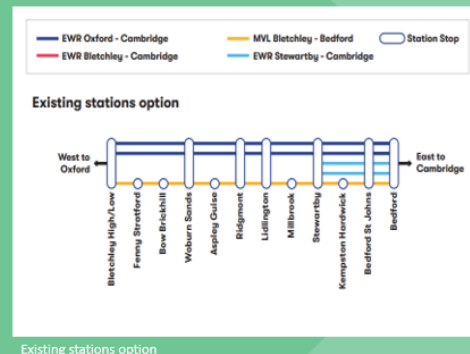 EWR Oxford - Cambridge
MVL Bletchley - Bedford
Station Stop
EWR Bletchley - Cambridge
EWR Stewartby - Cambridge
Existing stations option
West to
Oxford
East to
Cambridge
Bletchley High/Low
Fenny Stratford
Bow Brickhill
Woburn Sands
Aspley Guise
Ridgmont
Lidlington
Millbrook
Stewartby
Kempston Hardwick
Bedford St Johns
Bedford
Existing stations option